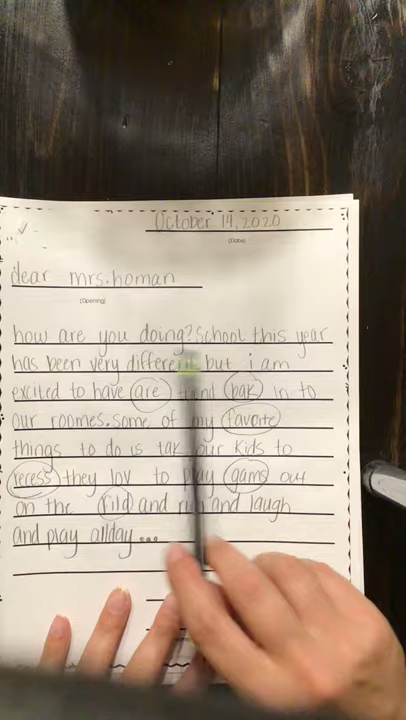 October 14, 2020
(Date)
dear mrs. homan
(Opening)
how are you doing? School this year
has been very different but i am
excited to have are and bak in to
our roomes. some of my favorite
things to do is tak our kids to
recess they lov to play gams out
on the fild and run and laugh
and play allday...